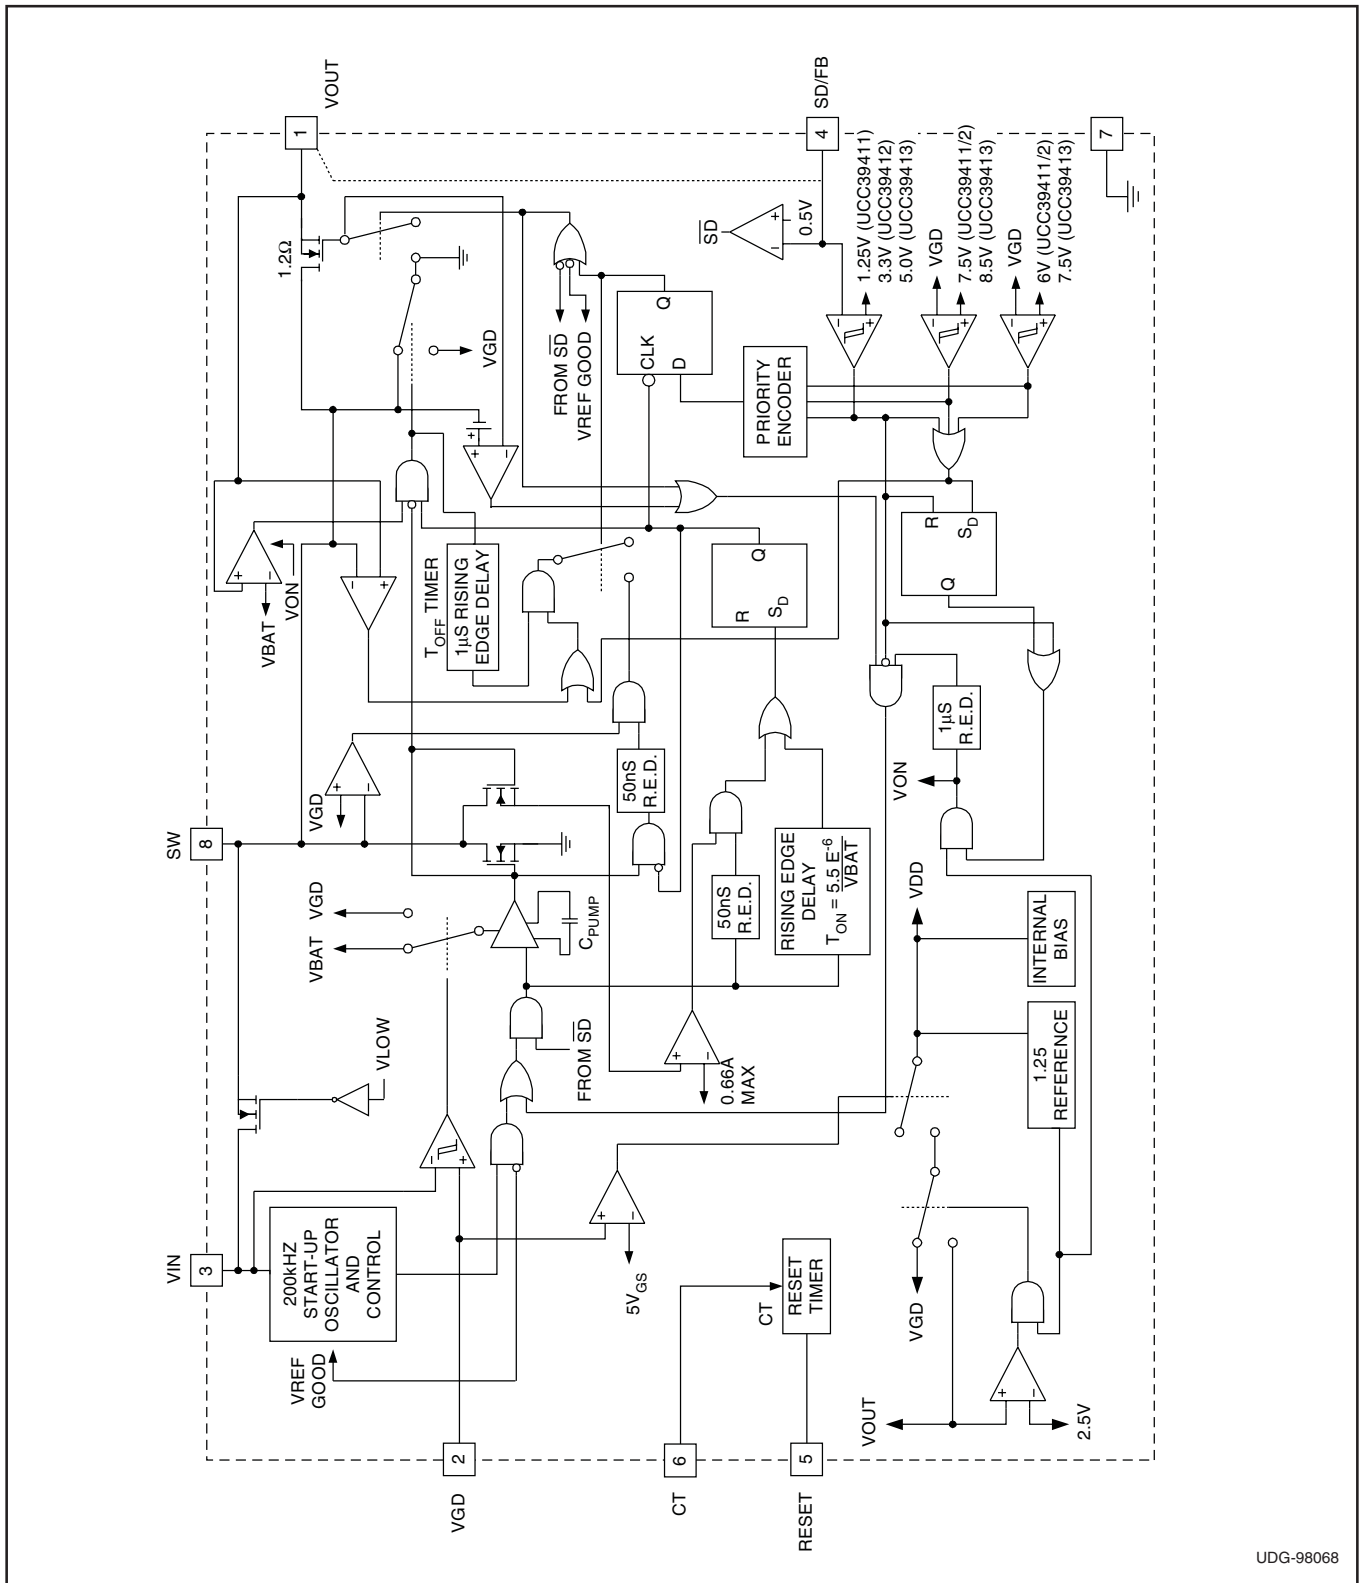 VOUT
1
SD/FB
4
7
1.2Ω
SD
0.5V
1.25V (UCC39411)
3.3V (UCC39412)
5.0V (UCC39413)
VGD
7.5V (UCC39411/2)
8.5V (UCC39413)
VGD
6V (UCC39411/2)
7.5V (UCC39413)
VGD
FROM SD
VREF GOOD
CLK
Q
D
PRIORITY
ENCODER
VBAT
VON
TOFF TIMER
1µS RISING
EDGE DELAY
Q
R
SD
R
SD
Q
SW
8
VGD
50nS
R.E.D.
VON
1µS
R.E.D.
VBAT
VGD
CPUMP
50nS
R.E.D.
RISING EDGE
DELAY
TON = 5.5 E-6
VBAT
VDD
INTERNAL
BIAS
VLOW
FROM SD
0.66A
MAX
1.25
REFERENCE
VIN
3
200kHZ
START-UP
OSCILLATOR
AND
CONTROL
VREF
GOOD
5VGS
CT
RESET
TIMER
VGD
VOUT
2.5V
2
VGD
6
CT
5
RESET
+
−
+
−
+
−
+
−
+
−
+
−
+
−
+
−
+
−
+
−
+
−
+
−
+
UDG-98068